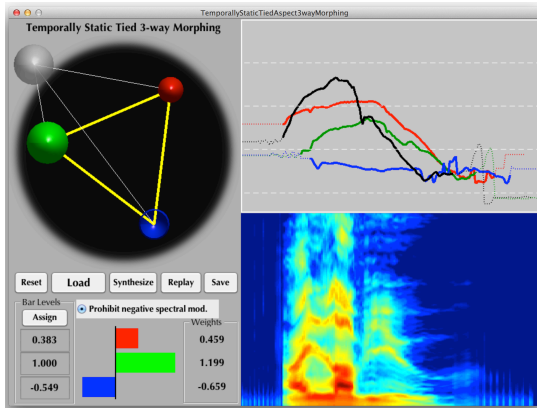 TemporallyStaticTiedAspect3wayMorphing
Temporally Static Tied 3-way Morphing
Reset Load Synthesize Replay Save
Bar Levels
Assign
Prohibit negative spectral mod.
Weights
0.383 0.459
1.000 1.199
-0.549 -0.659